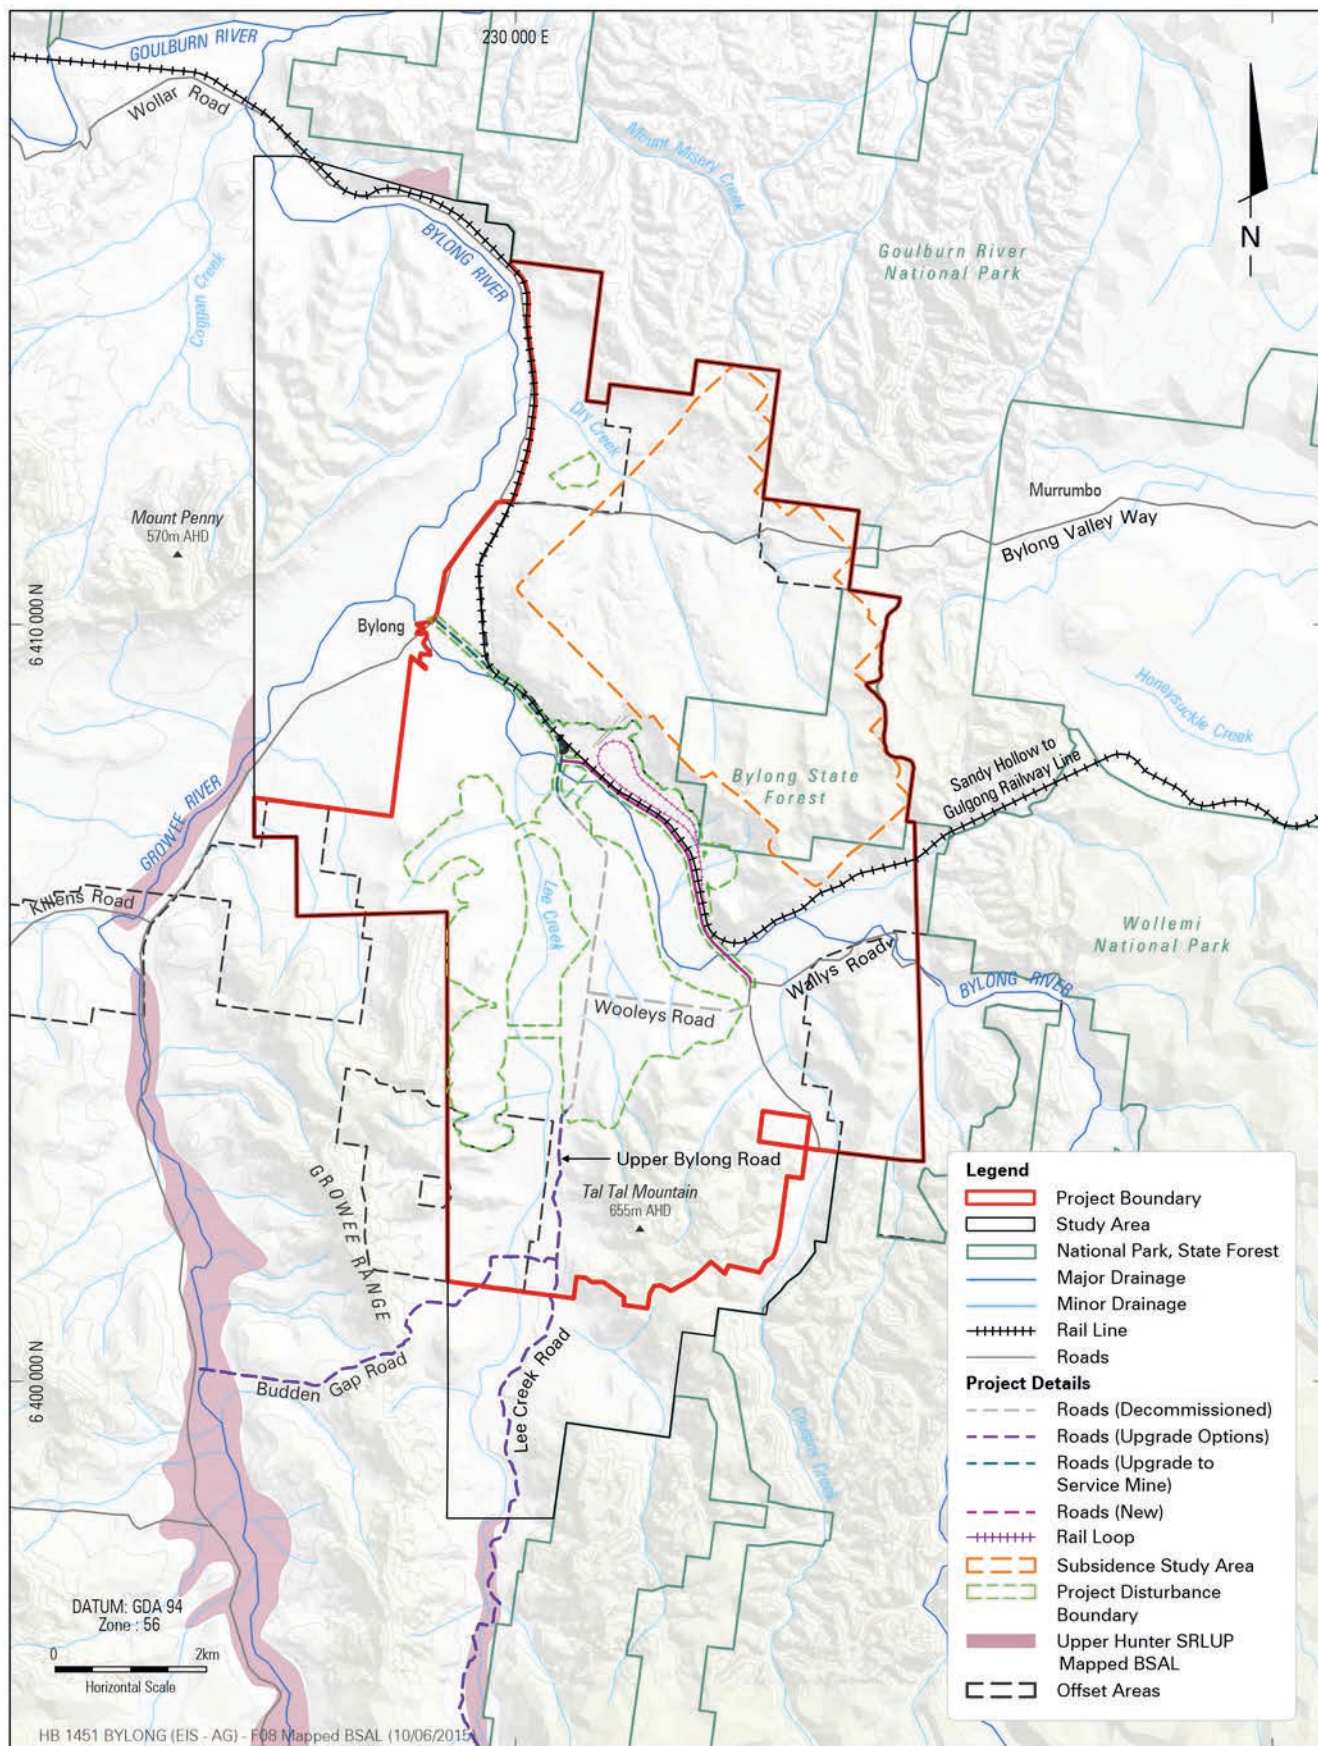 230 000 E
GOULBURN RIVER
Wollar Road
Mount Misery Creek
N
Goulburn River
National Park
BYLONG RIVER
Coggan Creek
Dry Creek
Murrumbo
Bylong Valley Way
Mount Penny
570m AHD
6 410 000 N
Bylong
Honeysuckle Creek
Sandy Hollow to
Gulgong Railway Line
Bylong State
Forest
GROWEE RIVER
Killens Road
Lee Creek
Wollemi
National Park
Wallys Road
BYLONG RIVER
Wooleys Road
Upper Bylong Road
Tal Tal Mountain
655m AHD
GROWEE RANGE
Budden Gap Road
Lee Creek Road
6 400 000 N
Cousins Creek
Legend
Project Boundary
Study Area
National Park, State Forest
Major Drainage
Minor Drainage
Rail Line
Roads
Project Details
Roads (Decommissioned)
Roads (Upgrade Options)
Roads (Upgrade to
Service Mine)
Roads (New)
Rail Loop
Subsidence Study Area
Project Disturbance
Boundary
Upper Hunter SRLUP
Mapped BSAL
Offset Areas
DATUM: GDA 94
Zone : 56
0 2km
Horizontal Scale
HB 1451 BYLONG (EIS - AG) - F08 Mapped BSAL (10/06/2015)